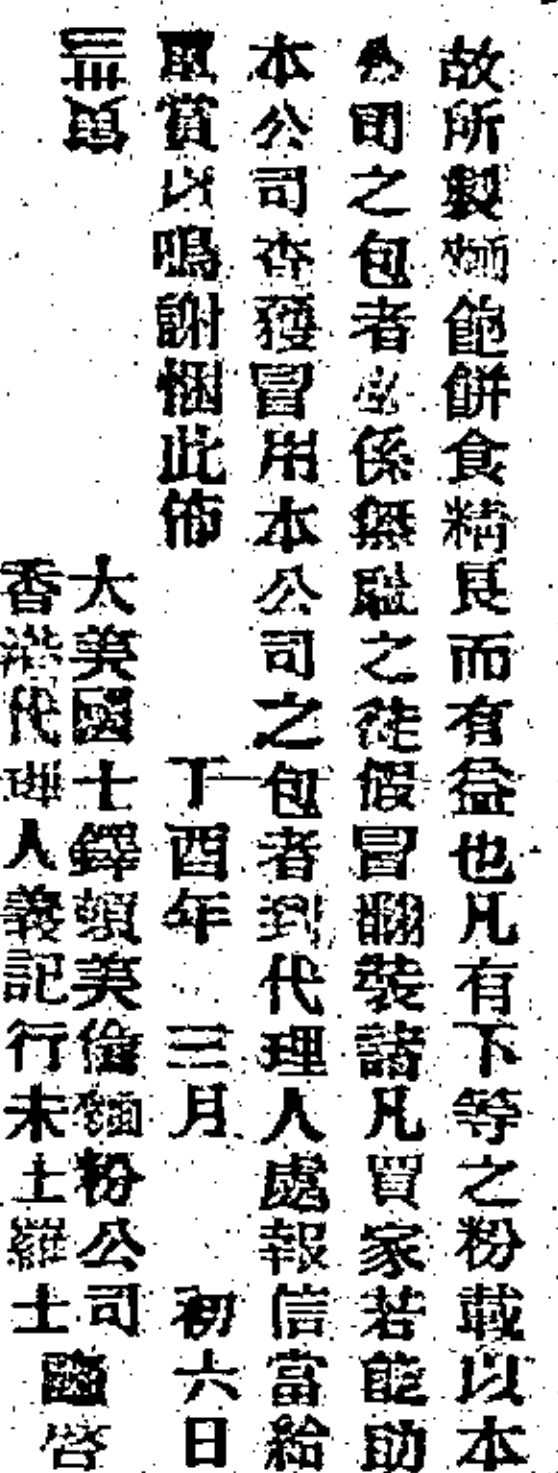 故所製麵飽餅食精良而有益也凡有下等之粉載以本
公司之包者必係無恥之徒假冒翻裝諸凡買家若能助
本公司查獲冒用本公司之包者到代理人處報信當給
重賞以鳴謝悃此佈
丁酉年 三月 初六日
三卅頁
大美國士鐸頓美倫麵粉公司
香港代理人義記行末士羅士
啓